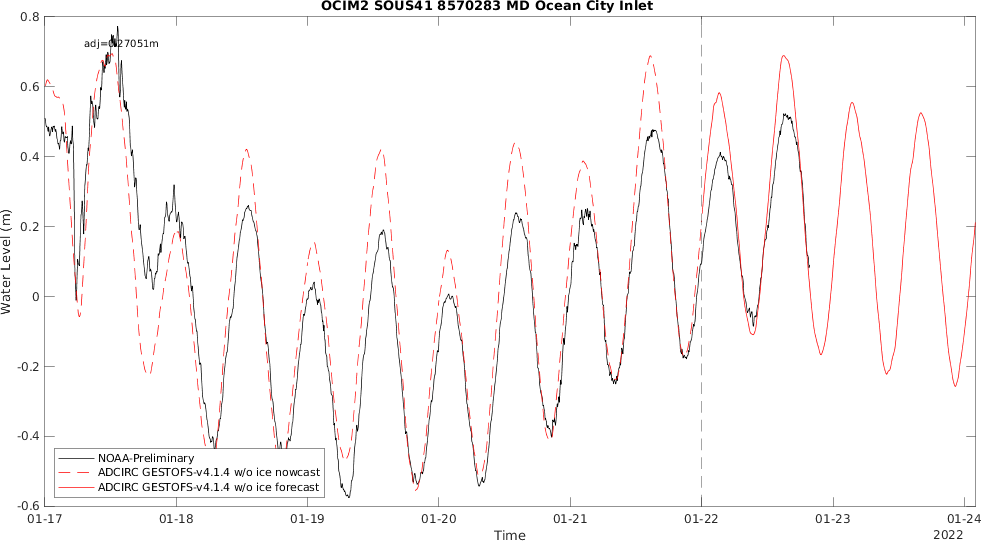 OCIM2 SOUS41 8570283 MD Ocean City Inlet
adj=0.27051m
Water Level (m)
0.8
0.6
0.4
0.2
0
-0.2
-0.4
-0.6
NOAA-Preliminary
ADCIRC GESTOFS-v4.1.4 w/o ice nowcast
ADCIRC GESTOFS-v4.1.4 w/o ice forecast
01-17 01-18 01-19 01-20 01-21 01-22 01-23 01-24
Time
2022